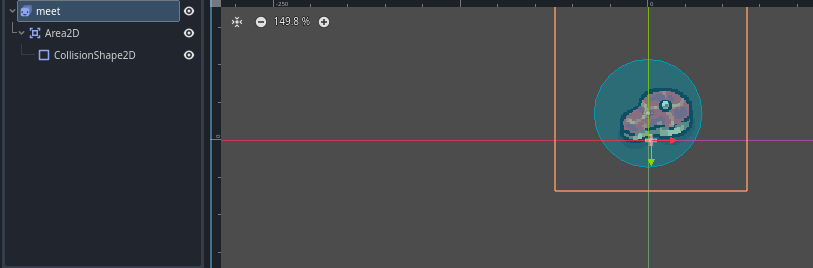 meet
Area2D
CollisionShape2D
-250
0
149.8 %
0